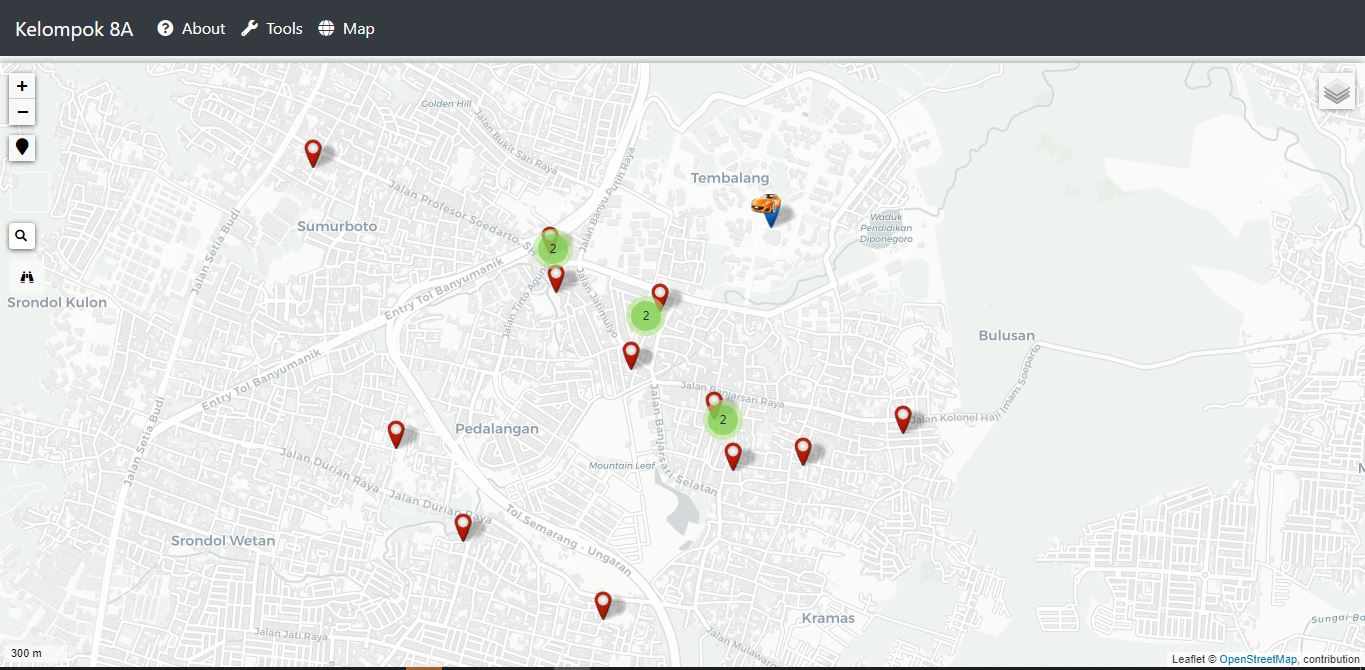 Kelompok 8A About Tools Map
+
−
Golden Hill
Jalan Bukit Sari Raya
Jalan Banyu Putih Raya
Tembalang
Jalan Profesor Soedarto, SH
Jalan Setia Budi
Sumurboto
Waduk
Pendidikan
Diponegoro
2
Entry Tol Banyumanik
Jalan Tirto Agung
Jalan Jatimulyo
Srondol Kulon
2
Bulusan
Entry Tol Banyumanik
Jalan Banjarsari Raya
Jalan Kolonel Haji Imam Soeparto
2
Jalan Setia Budi
Pedalangan
Jalan Banjarsari Selatan
Mountain Leaf
Jalan Durian Raya
Jalan Durian Raya
Tol Semarang - Ungaran
Srondol Wetan
Kramas
Jalan Jati Raya
Jalan Mulawar
Sungai Ba
300 m
Leaflet © OpenStreetMap, contribution